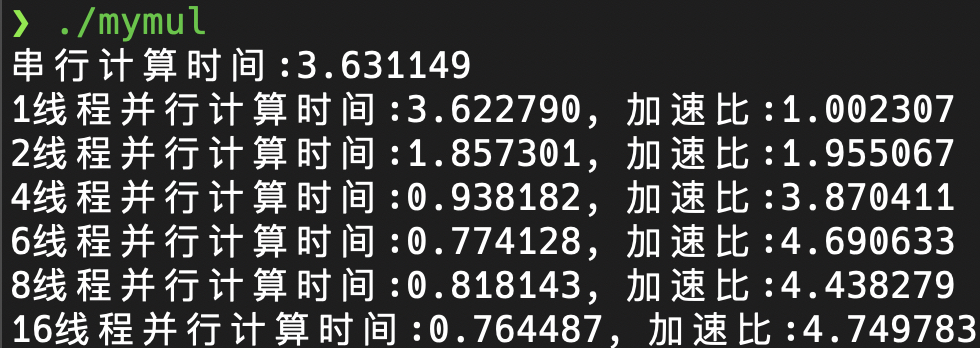 ❯ ./mymul
串行计算时间:3.631149
1线程并行计算时间:3.622790, 加速比:1.002307
2线程并行计算时间:1.857301, 加速比:1.955067
4线程并行计算时间:0.938182, 加速比:3.870411
6线程并行计算时间:0.774128, 加速比:4.690633
8线程并行计算时间:0.818143, 加速比:4.438279
16线程并行计算时间:0.764487, 加速比:4.749783